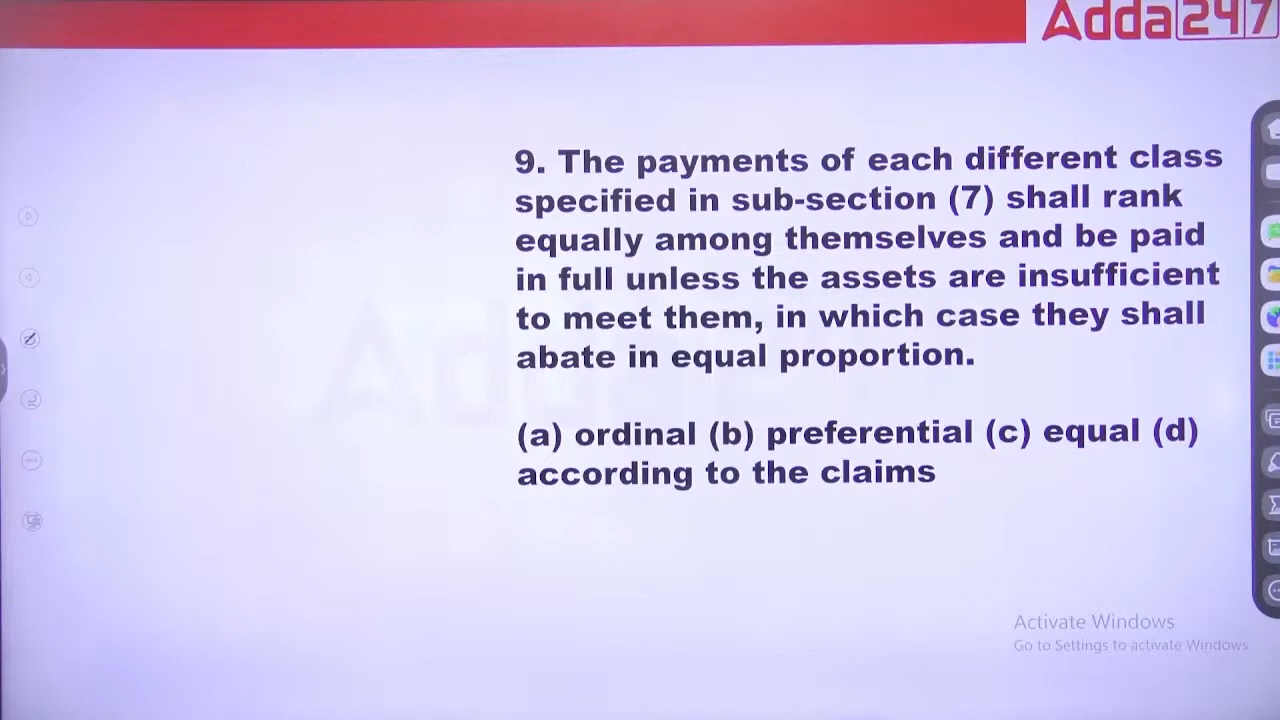 Adda247
9. The payments of each different class
specified in sub-section (7) shall rank
equally among themselves and be paid
in full unless the assets are insufficient
to meet them, in which case they shall
abate in equal proportion.
(a) ordinal (b) preferential (c) equal (d)
according to the claims
Activate Windows
Go to Settings to activate Windows